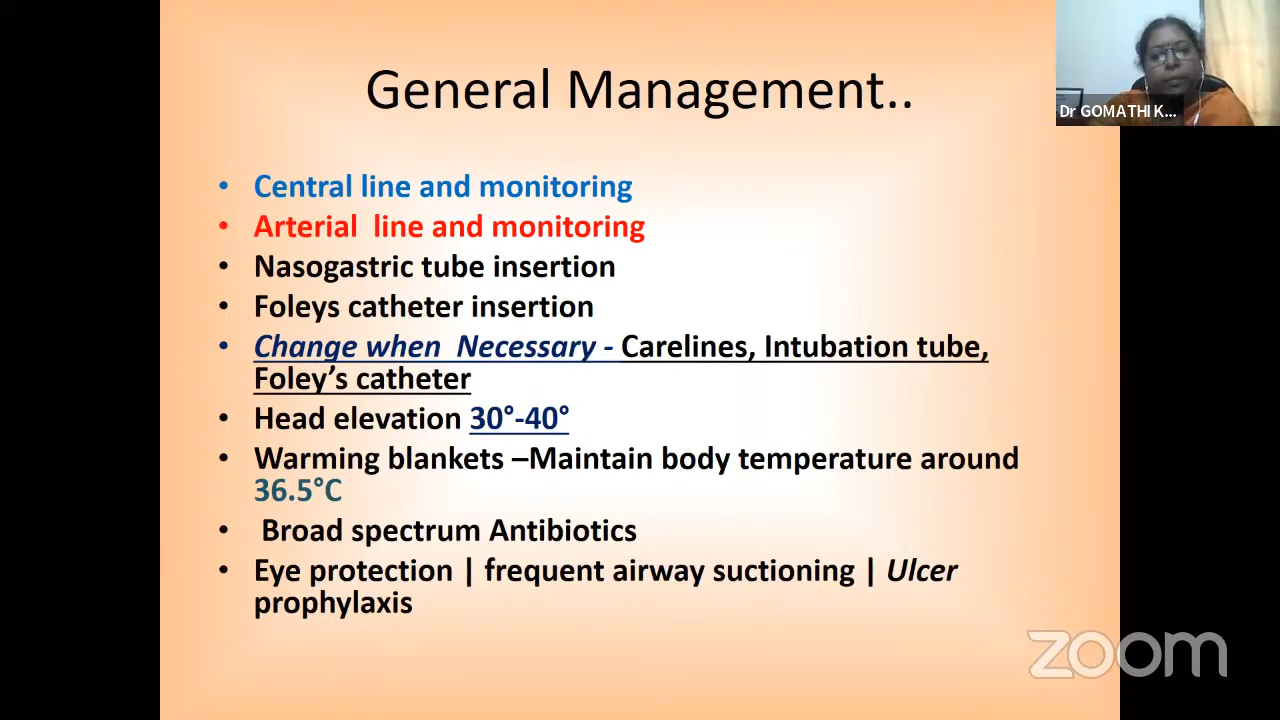 General Management..
Dr GOMATHI K...
• Central line and monitoring
• Arterial  line and monitoring
• Nasogastric tube insertion
• Foleys catheter insertion
• Change when  Necessary - Carelines, Intubation tube,
Foley’s catheter
• Head elevation 30°-40°
• Warming blankets –Maintain body temperature around
36.5°C
•  Broad spectrum Antibiotics
• Eye protection | frequent airway suctioning | Ulcer
prophylaxis
zoom